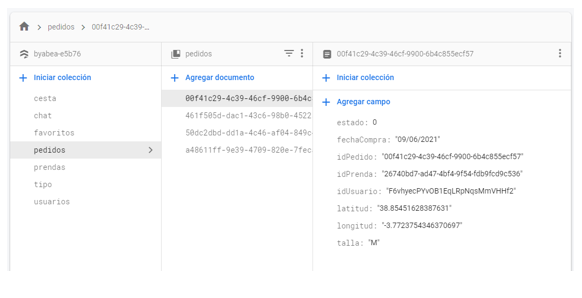 pedidos > 00f41c29-4c39-...
byabea-e5b76
Iniciar colección
cesta
chat
favoritos
pedidos
prendas
tipo
usuarios
pedidos
Agregar documento
00f41c29-4c39-46cf-9900-6b4c
461f505d-dac1-43c6-98b0-4522
50dc2dbd-dd1a-4c46-af04-849c
a48611ff-9e39-4709-820e-7fec
00f41c29-4c39-46cf-9900-6b4c855ecf57
Iniciar colección
Agregar campo
estado: 0
fechaCompra: "09/06/2021"
idPedido: "00f41c29-4c39-46cf-9900-6b4c855ecf57"
idPrenda: "26740bd7-ad47-4bf4-9f54-fdb9fcd9c536"
idUsuario: "F6vhyecPYvOB1EqLRpNqsMmVHHf2"
latitud: "38.85451628387631"
longitud: "-3.7723754346370697"
talla: "M"